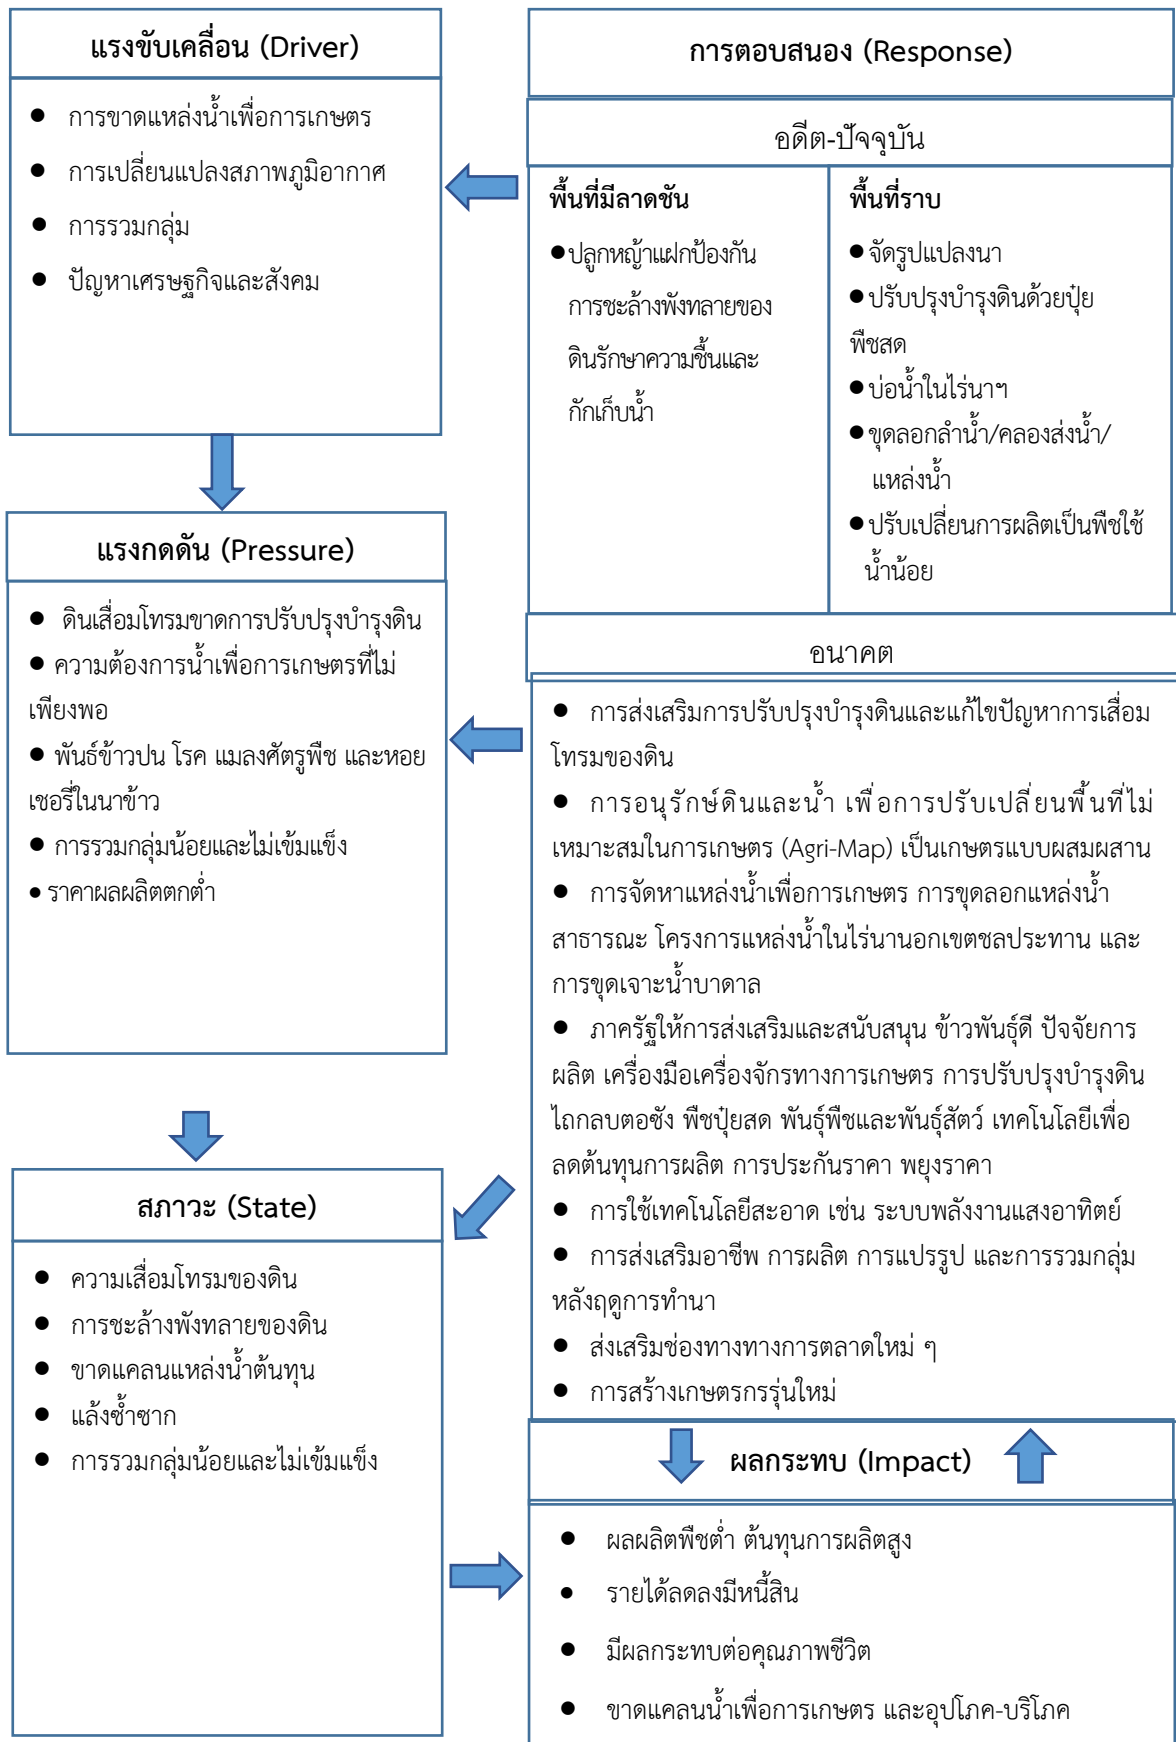 แรงขับเคลื่อน (Driver)
● การขาดแหล่งน้ำเพื่อการเกษตร
● การเปลี่ยนแปลงสภาพภูมิอากาศ
● การรวมกลุ่ม
● ปัญหาเศรษฐกิจและสังคม
แรงกดดัน (Pressure)
● ดินเสื่อมโทรมขาดการปรับปรุงบำรุงดิน
● ความต้องการน้ำเพื่อการเกษตรที่ไม่
เพียงพอ
● พันธ์ข้าวปน โรค แมลงศัตรูพืช และหอย
เชอรี่ในนาข้าว
● การรวมกลุ่มน้อยและไม่เข้มแข็ง
● ราคาผลผลิตตกต่ำ
สภาวะ (State)
● ความเสื่อมโทรมของดิน
● การชะล้างพังทลายของดิน
● ขาดแคลนแหล่งน้ำต้นทุน
● แล้งซ้ำซาก
● การรวมกลุ่มน้อยและไม่เข้มแข็ง
การตอบสนอง (Response)
อดีต-ปัจจุบัน
พื้นที่มีลาดชัน
● ปลูกหญ้าแฝกป้องกัน
การชะล้างพังทลายของ
ดินรักษาความชื้นและ
กักเก็บน้ำ
พื้นที่ราบ
● จัดรูปแปลงนา
● ปรับปรุงบำรุงดินด้วยปุ๋ย
พืชสด
● บ่อน้ำในไร่นาฯ
● ขุดลอกลำน้ำ/คลองส่งน้ำ/
แหล่งน้ำ
● ปรับเปลี่ยนการผลิตเป็นพืชใช้
น้ำน้อย
อนาคต
● การส่งเสริมการปรับปรุงบำรุงดินและแก้ไขปัญหาการเสื่อม
โทรมของดิน
● การอนุรักษ์ดินและน้ำ เพื่อการปรับเปลี่ยนพื้นที่ไม่
เหมาะสมในการเกษตร (Agri-Map) เป็นเกษตรแบบผสมผสาน
● การจัดหาแหล่งน้ำเพื่อการเกษตร การขุดลอกแหล่งน้ำ
สาธารณะ โครงการแหล่งน้ำในไร่นานอกเขตชลประทาน และ
การขุดเจาะน้ำบาดาล
● ภาครัฐให้การส่งเสริมและสนับสนุน ข้าวพันธุ์ดี ปัจจัยการ
ผลิต เครื่องมือเครื่องจักรทางการเกษตร การปรับปรุงบำรุงดิน
ไถกลบตอซัง พืชปุ๋ยสด พันธุ์พืชและพันธุ์สัตว์ เทคโนโลยีเพื่อ
ลดต้นทุนการผลิต การประกันราคา พยุงราคา
● การใช้เทคโนโลยีสะอาด เช่น ระบบพลังงานแสงอาทิตย์
● การส่งเสริมอาชีพ การผลิต การแปรรูป และการรวมกลุ่ม
หลังฤดูการทำนา
● ส่งเสริมช่องทางทางการตลาดใหม่ ๆ
● การสร้างเกษตรกรรุ่นใหม่
ผลกระทบ (Impact)
● ผลผลิตพืชต่ำ ต้นทุนการผลิตสูง
● รายได้ลดลงมีหนี้สิน
● มีผลกระทบต่อคุณภาพชีวิต
● ขาดแคลนน้ำเพื่อการเกษตร และอุปโภค-บริโภค